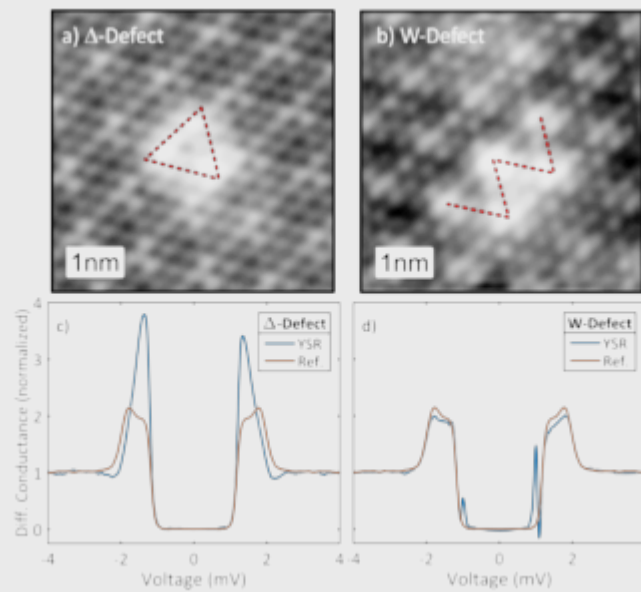 a) Δ-Defect
b) W-Defect
1nm
1nm
c)
Δ-Defect
YSR
Ref.
d)
W-Defect
YSR
Ref.
Diff. Conductance (normalized)
4
3
2
1
0
-4
-2
0
2
4
-4
-2
0
2
4
Voltage (mV)
Voltage (mV)